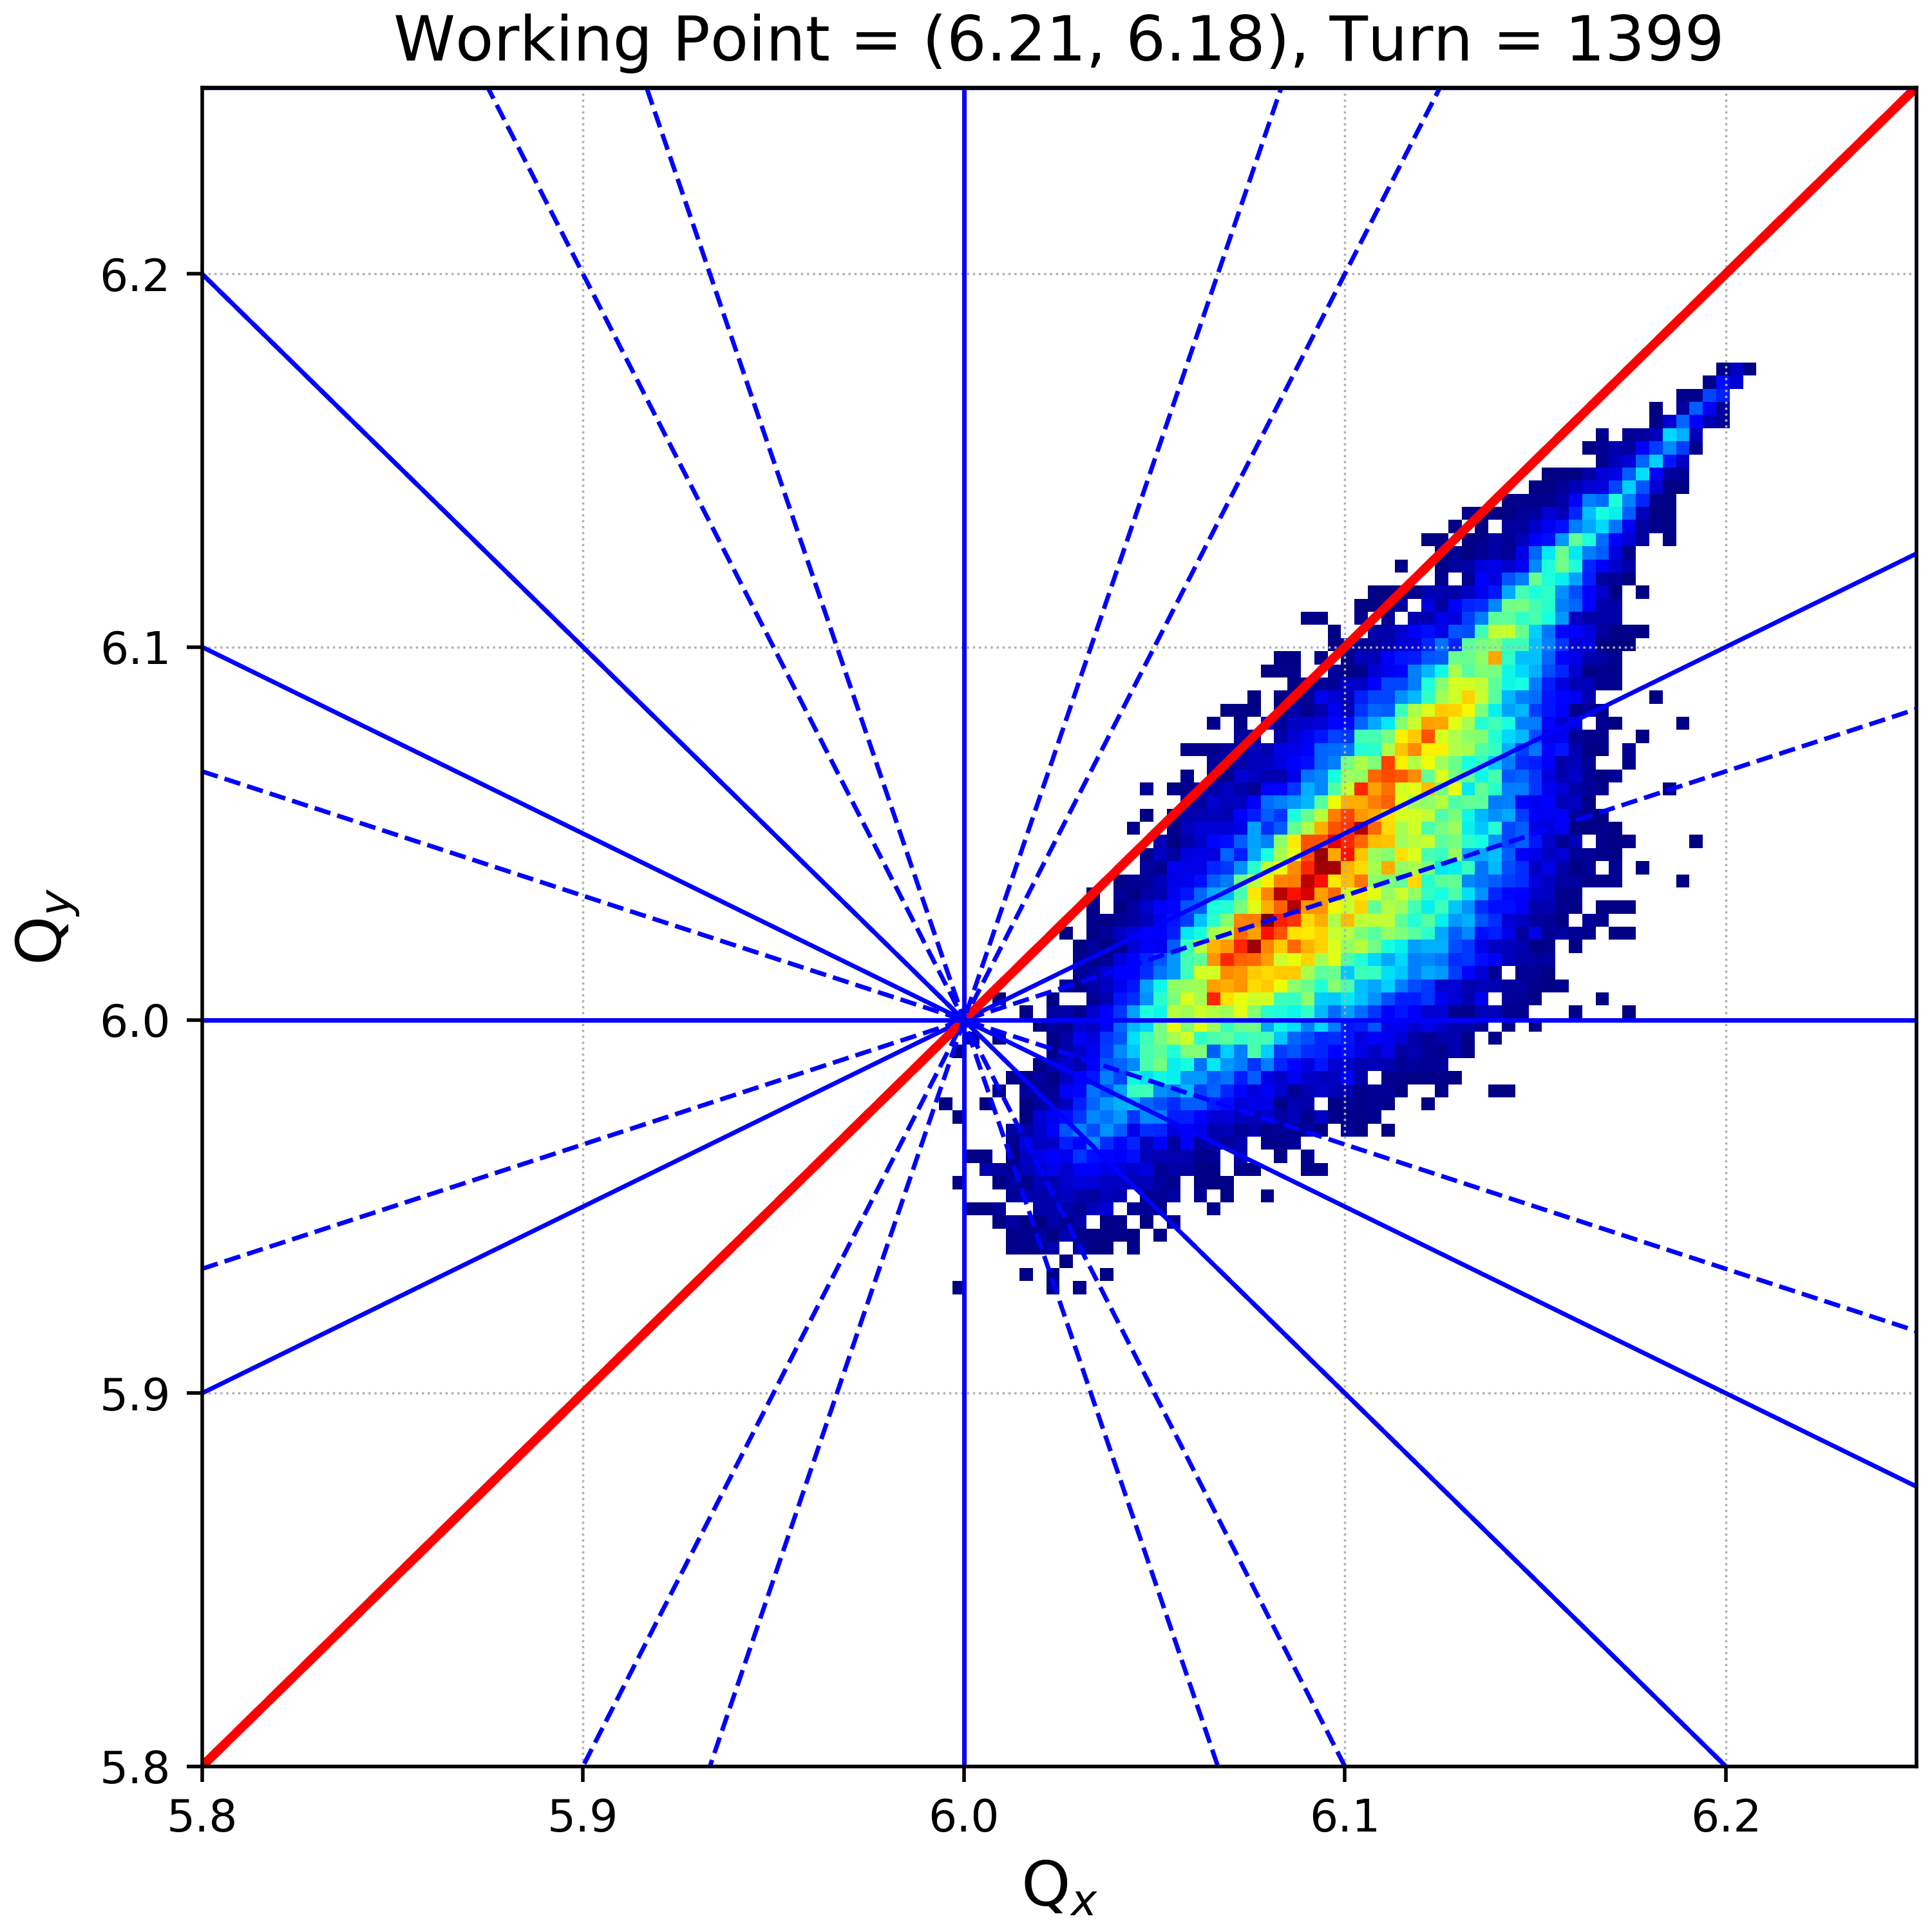 Working Point = (6.21, 6.18), Turn = 1399
6.2
6.1
6.0
5.9
5.8
Qy
5.8 5.9 6.0 6.1 6.2
Qx